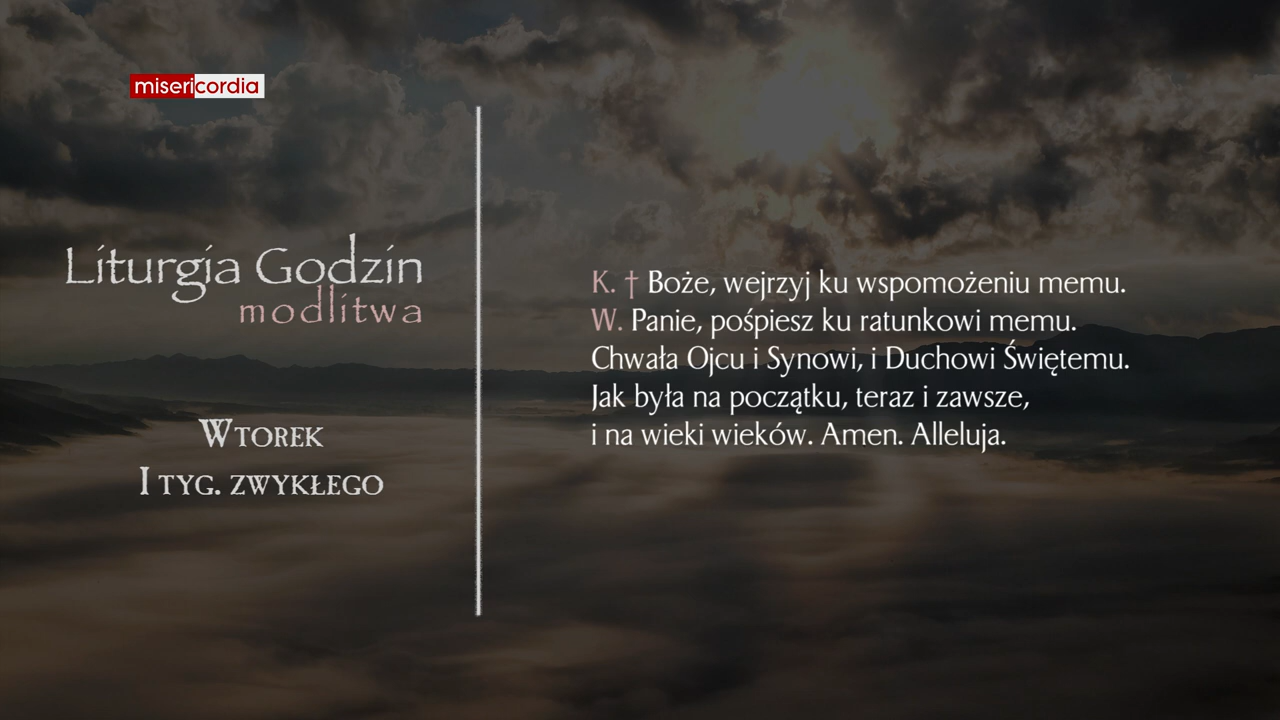 misericordia
Liturgia Godzin
modlitwa
Wtorek
I tyg. zwykłego
K. † Boże, wejrzyj ku wspomożeniu memu.
W. Panie, pośpiesz ku ratunkowi memu.
Chwała Ojcu i Synowi, i Duchowi Świętemu.
Jak była na początku, teraz i zawsze,
i na wieki wieków. Amen. Alleluja.